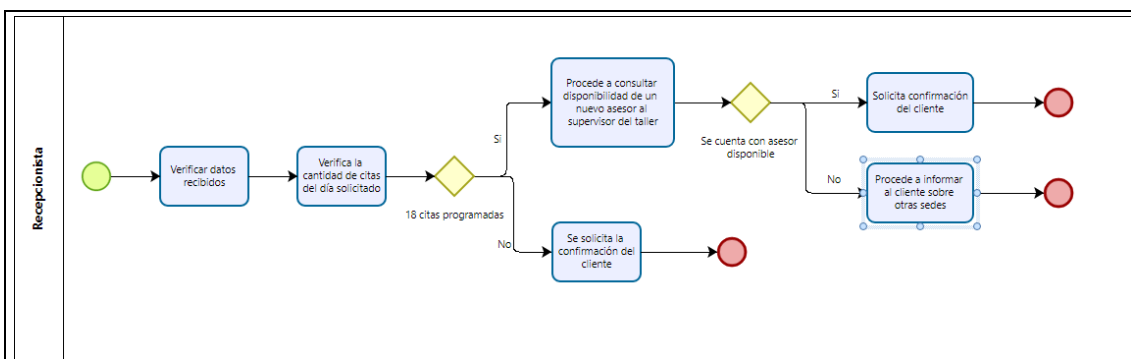 Recepcionista
Verificar datos
recibidos
Verifica la
cantidad de citas
del día solicitado
18 citas programadas
Si
No
Procede a consultar
disponibilidad de un
nuevo asesor al
supervisor del taller
Se solicita la
confirmación del
cliente
Se cuenta con asesor
disponible
Si
No
Solicita confirmación
del cliente
Procede a informar
al cliente sobre
otras sedes